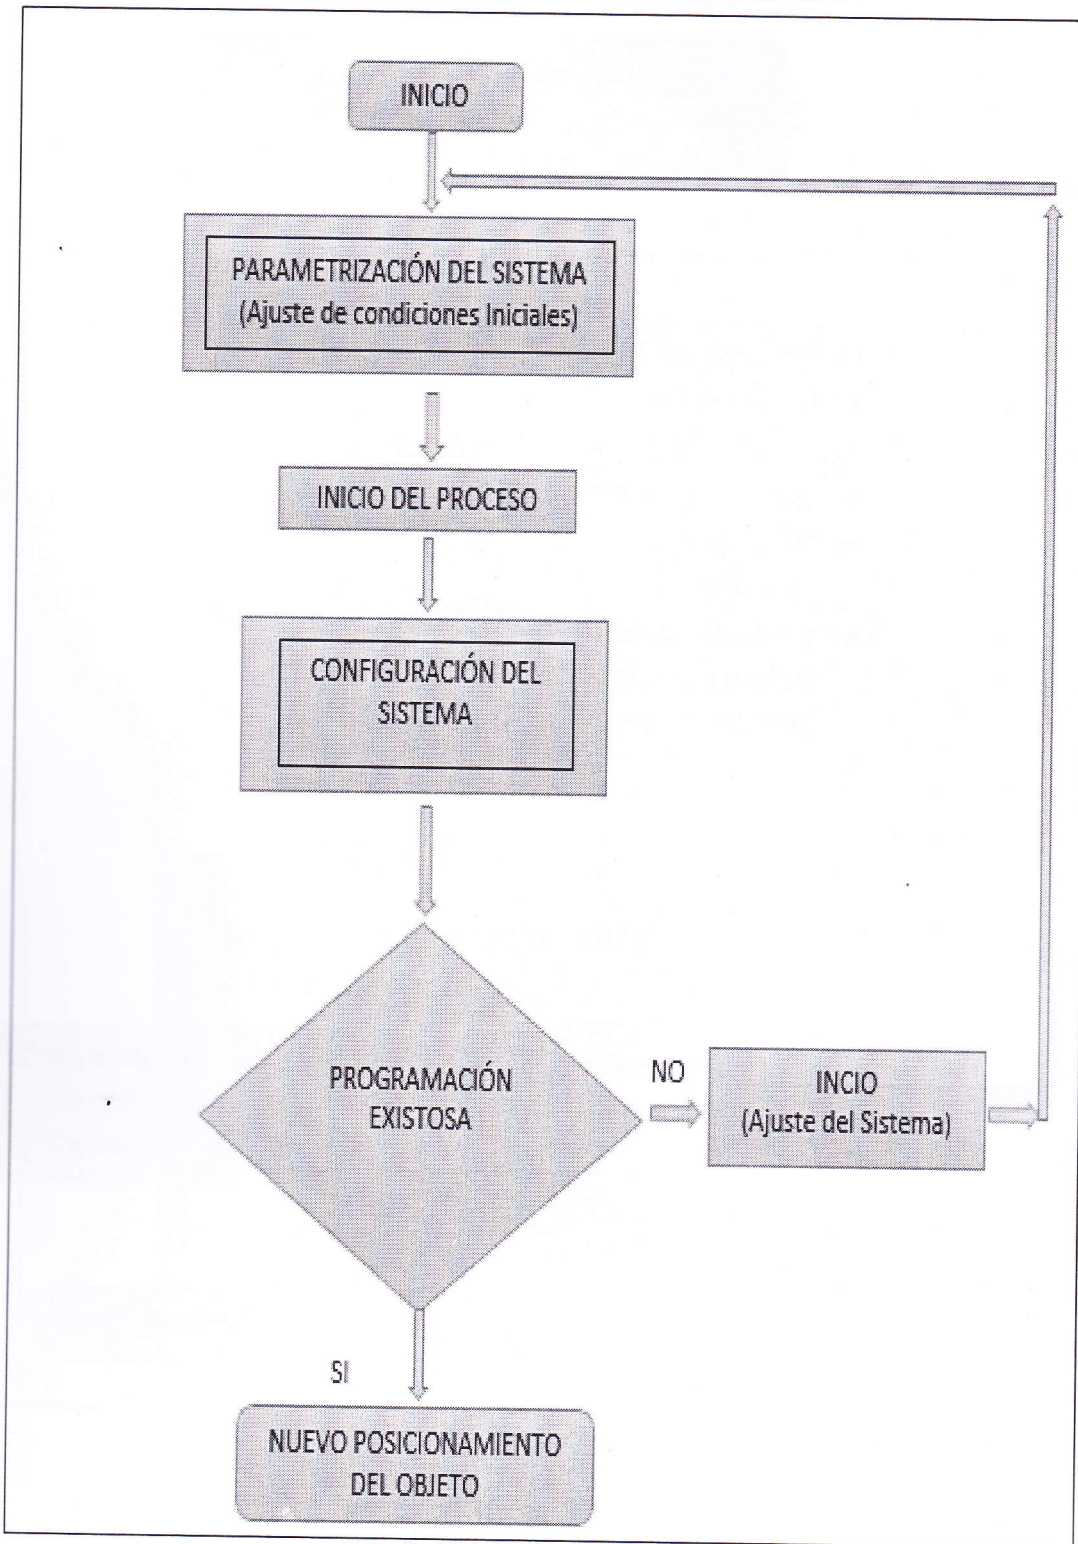 INICIO
PARAMETRIZACIÓN DEL SISTEMA
(Ajuste de condiciones Iniciales)
INICIO DEL PROCESO
CONFIGURACIÓN DEL
SISTEMA
PROGRAMACIÓN
EXISTOSA
NO
INCIO
(Ajuste del Sistema)
SI
NUEVO POSICIONAMIENTO
DEL OBJETO